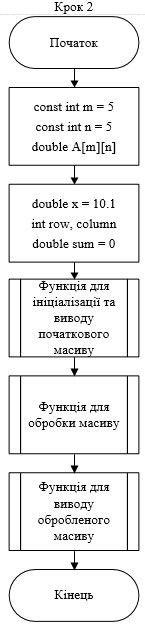 Крок 2
Початок
const int m = 5
const int n = 5
double A[m][n]
double x = 10.1
int row, column
double sum = 0
Функція для
ініціалізації та
виводу
початкового
масиву
Функція для
обробки масиву
Функція для
виводу
обробленого
масиву
Кінець